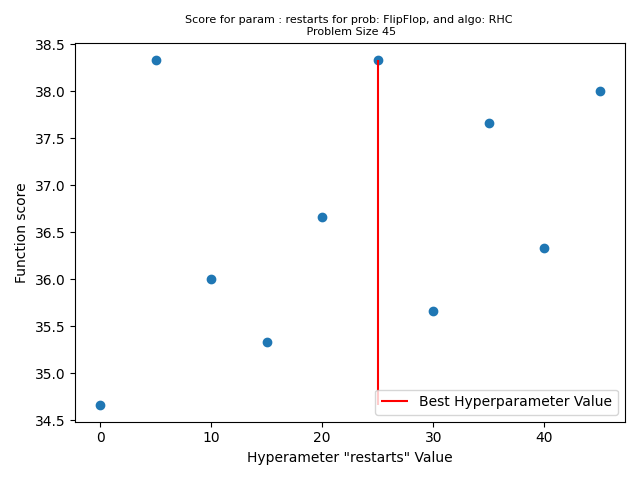 Score for param : restarts for prob: FlipFlop, and algo: RHC
Problem Size 45
38.5
38.0
37.5
37.0
36.5
36.0
35.5
35.0
34.5
Function score
Best Hyperparameter Value
0 10 20 30 40
Hyperameter "restarts" Value